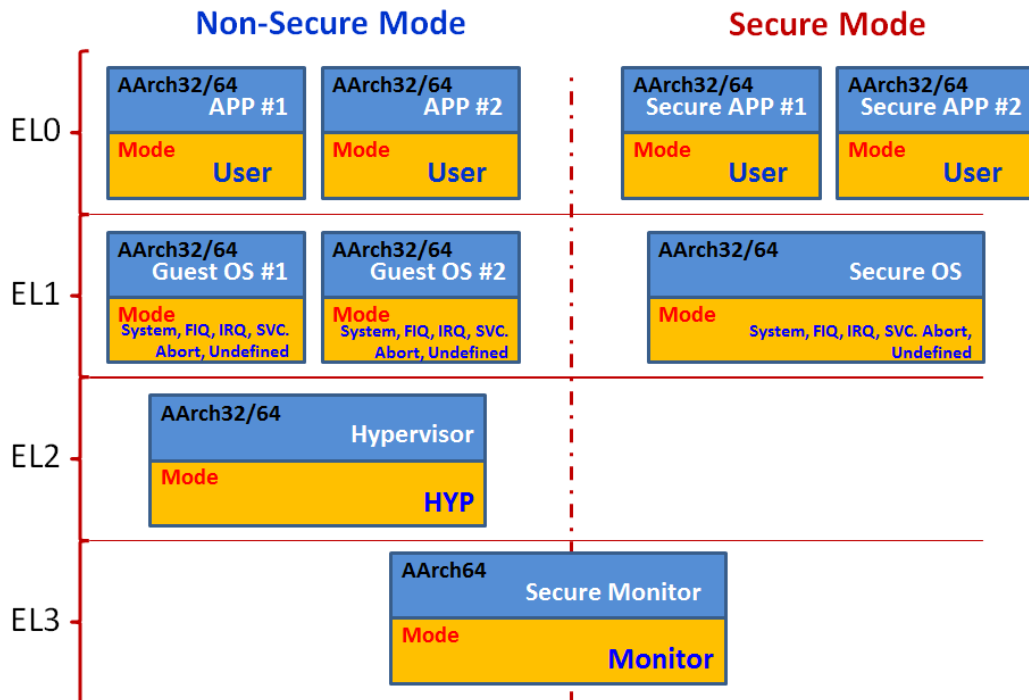 Non-Secure Mode
Secure Mode
EL0
AArch32/64
APP #1
Mode
User
AArch32/64
APP #2
Mode
User
AArch32/64
Secure APP #1
Mode
User
AArch32/64
Secure APP #2
Mode
User
EL1
AArch32/64
Guest OS #1
Mode
System, FIQ, IRQ, SVC.
Abort, Undefined
AArch32/64
Guest OS #2
Mode
System, FIQ, IRQ, SVC.
Abort, Undefined
AArch32/64
Secure OS
Mode
System, FIQ, IRQ, SVC. Abort,
Undefined
EL2
AArch32/64
Hypervisor
Mode
HYP
EL3
AArch64
Secure Monitor
Mode
Monitor